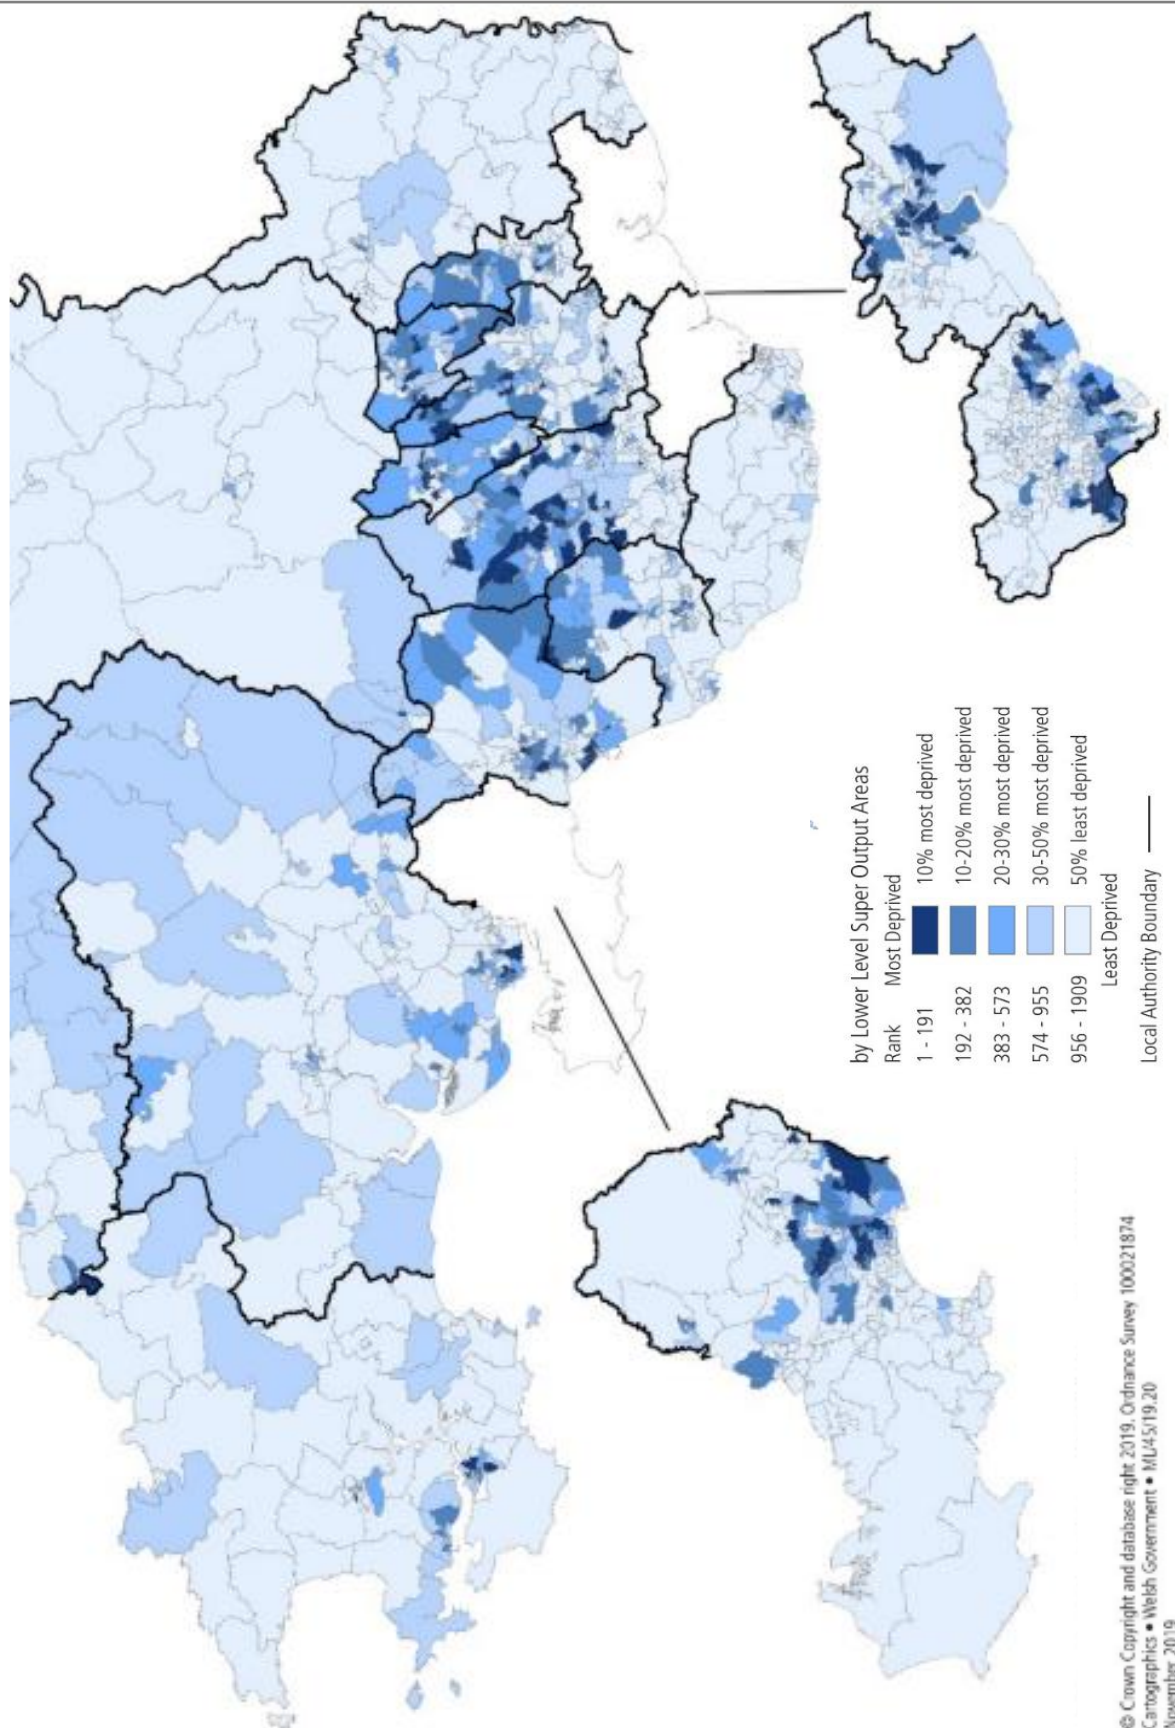 by Lower Level Super Output Areas
Rank Most Deprived
1 - 191 10% most deprived
192 - 382 10-20% most deprived
383 - 573 20-30% most deprived
574 - 955 30-50% most deprived
956 - 1909 50% least deprived
Least Deprived
Local Authority Boundary
© Crown Copyright and database right 2019. Ordnance Survey 100021874
Cartographics • Welsh Government • ML/45/19.20
November 2019